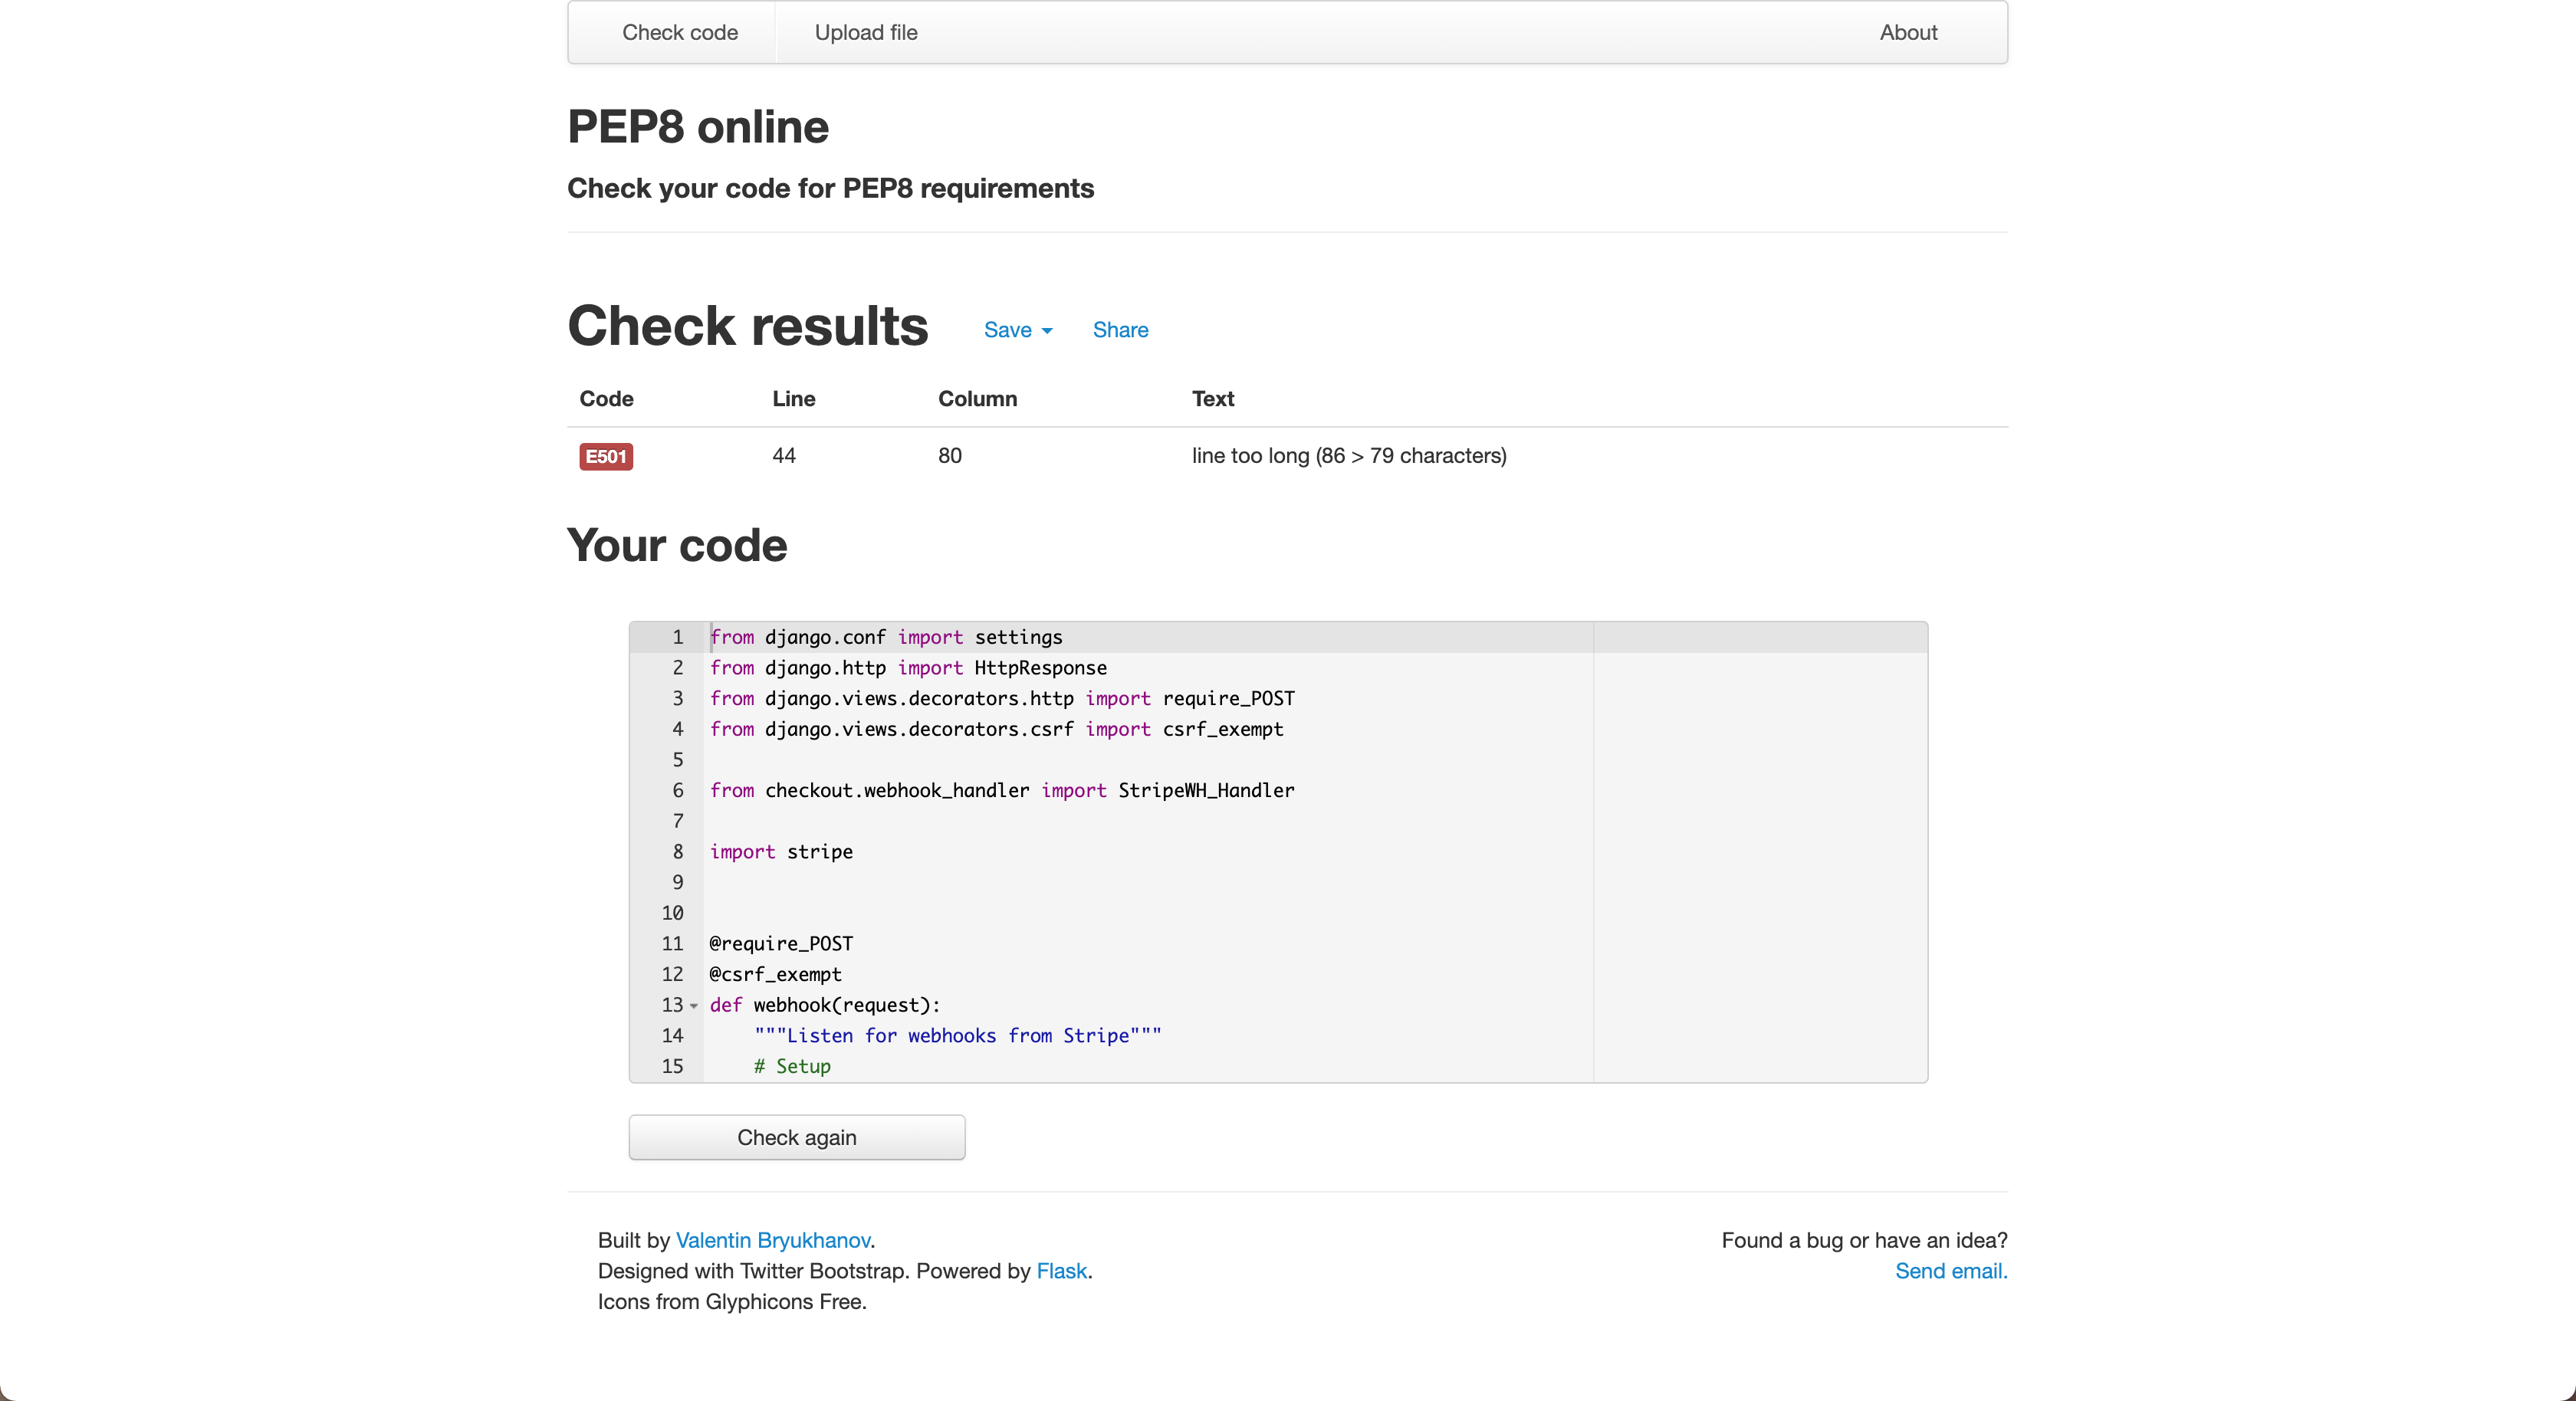 Check code Upload file About
PEP8 online
Check your code for PEP8 requirements
Check results Save Share
Code Line Column Text
E501 44 80 line too long (86 > 79 characters)
Your code
1 from django.conf import settings
2 from django.http import HttpResponse
3 from django.views.decorators.http import require_POST
4 from django.views.decorators.csrf import csrf_exempt
5
6 from checkout.webhook_handler import StripeWH_Handler
7
8 import stripe
9
10
11 @require_POST
12 @csrf_exempt
13 def webhook(request):
14 """Listen for webhooks from Stripe"""
15 # Setup
Check again
Built by Valentin Bryukhanov.
Designed with Twitter Bootstrap. Powered by Flask.
Icons from Glyphicons Free.
Found a bug or have an idea?
Send email.